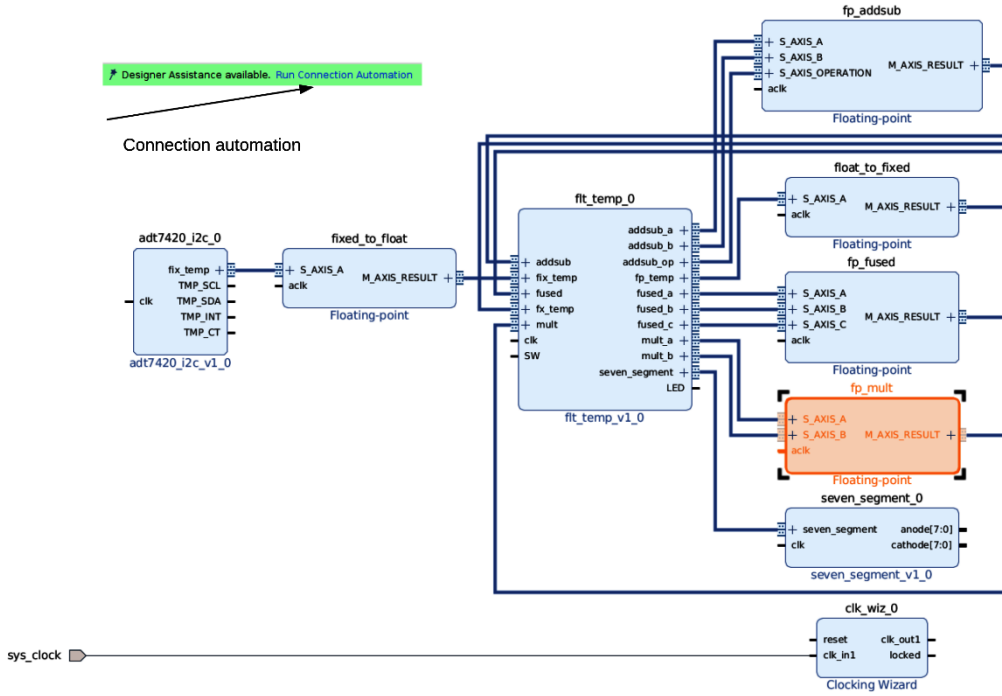 fp_addsub
S_AXIS_A
S_AXIS_B
S_AXIS_OPERATION
aclk
M_AXIS_RESULT
Floating-point
Designer Assistance available. Run Connection Automation
Connection automation
float_to_fixed
S_AXIS_A
aclk
M_AXIS_RESULT
Floating-point
flt_temp_0
addsub
fix_temp
fused
fx_temp
mult
clk
SW
addsub_a
addsub_b
addsub_op
fp_temp
fused_a
fused_b
fused_c
mult_a
mult_b
seven_segment
LED
flt_temp_v1_0
adt7420_i2c_0
clk
fix_temp
TMP_SCL
TMP_SDA
TMP_INT
TMP_CT
adt7420_i2c_v1_0
fixed_to_float
S_AXIS_A
aclk
M_AXIS_RESULT
Floating-point
fp_fused
S_AXIS_A
S_AXIS_B
S_AXIS_C
aclk
M_AXIS_RESULT
Floating-point
fp_mult
S_AXIS_A
S_AXIS_B
aclk
M_AXIS_RESULT
Floating-point
seven_segment_0
seven_segment
clk
anode[7:0]
cathode[7:0]
seven_segment_v1_0
clk_wiz_0
reset
clk_in1
clk_out1
locked
Clocking Wizard
sys_clock